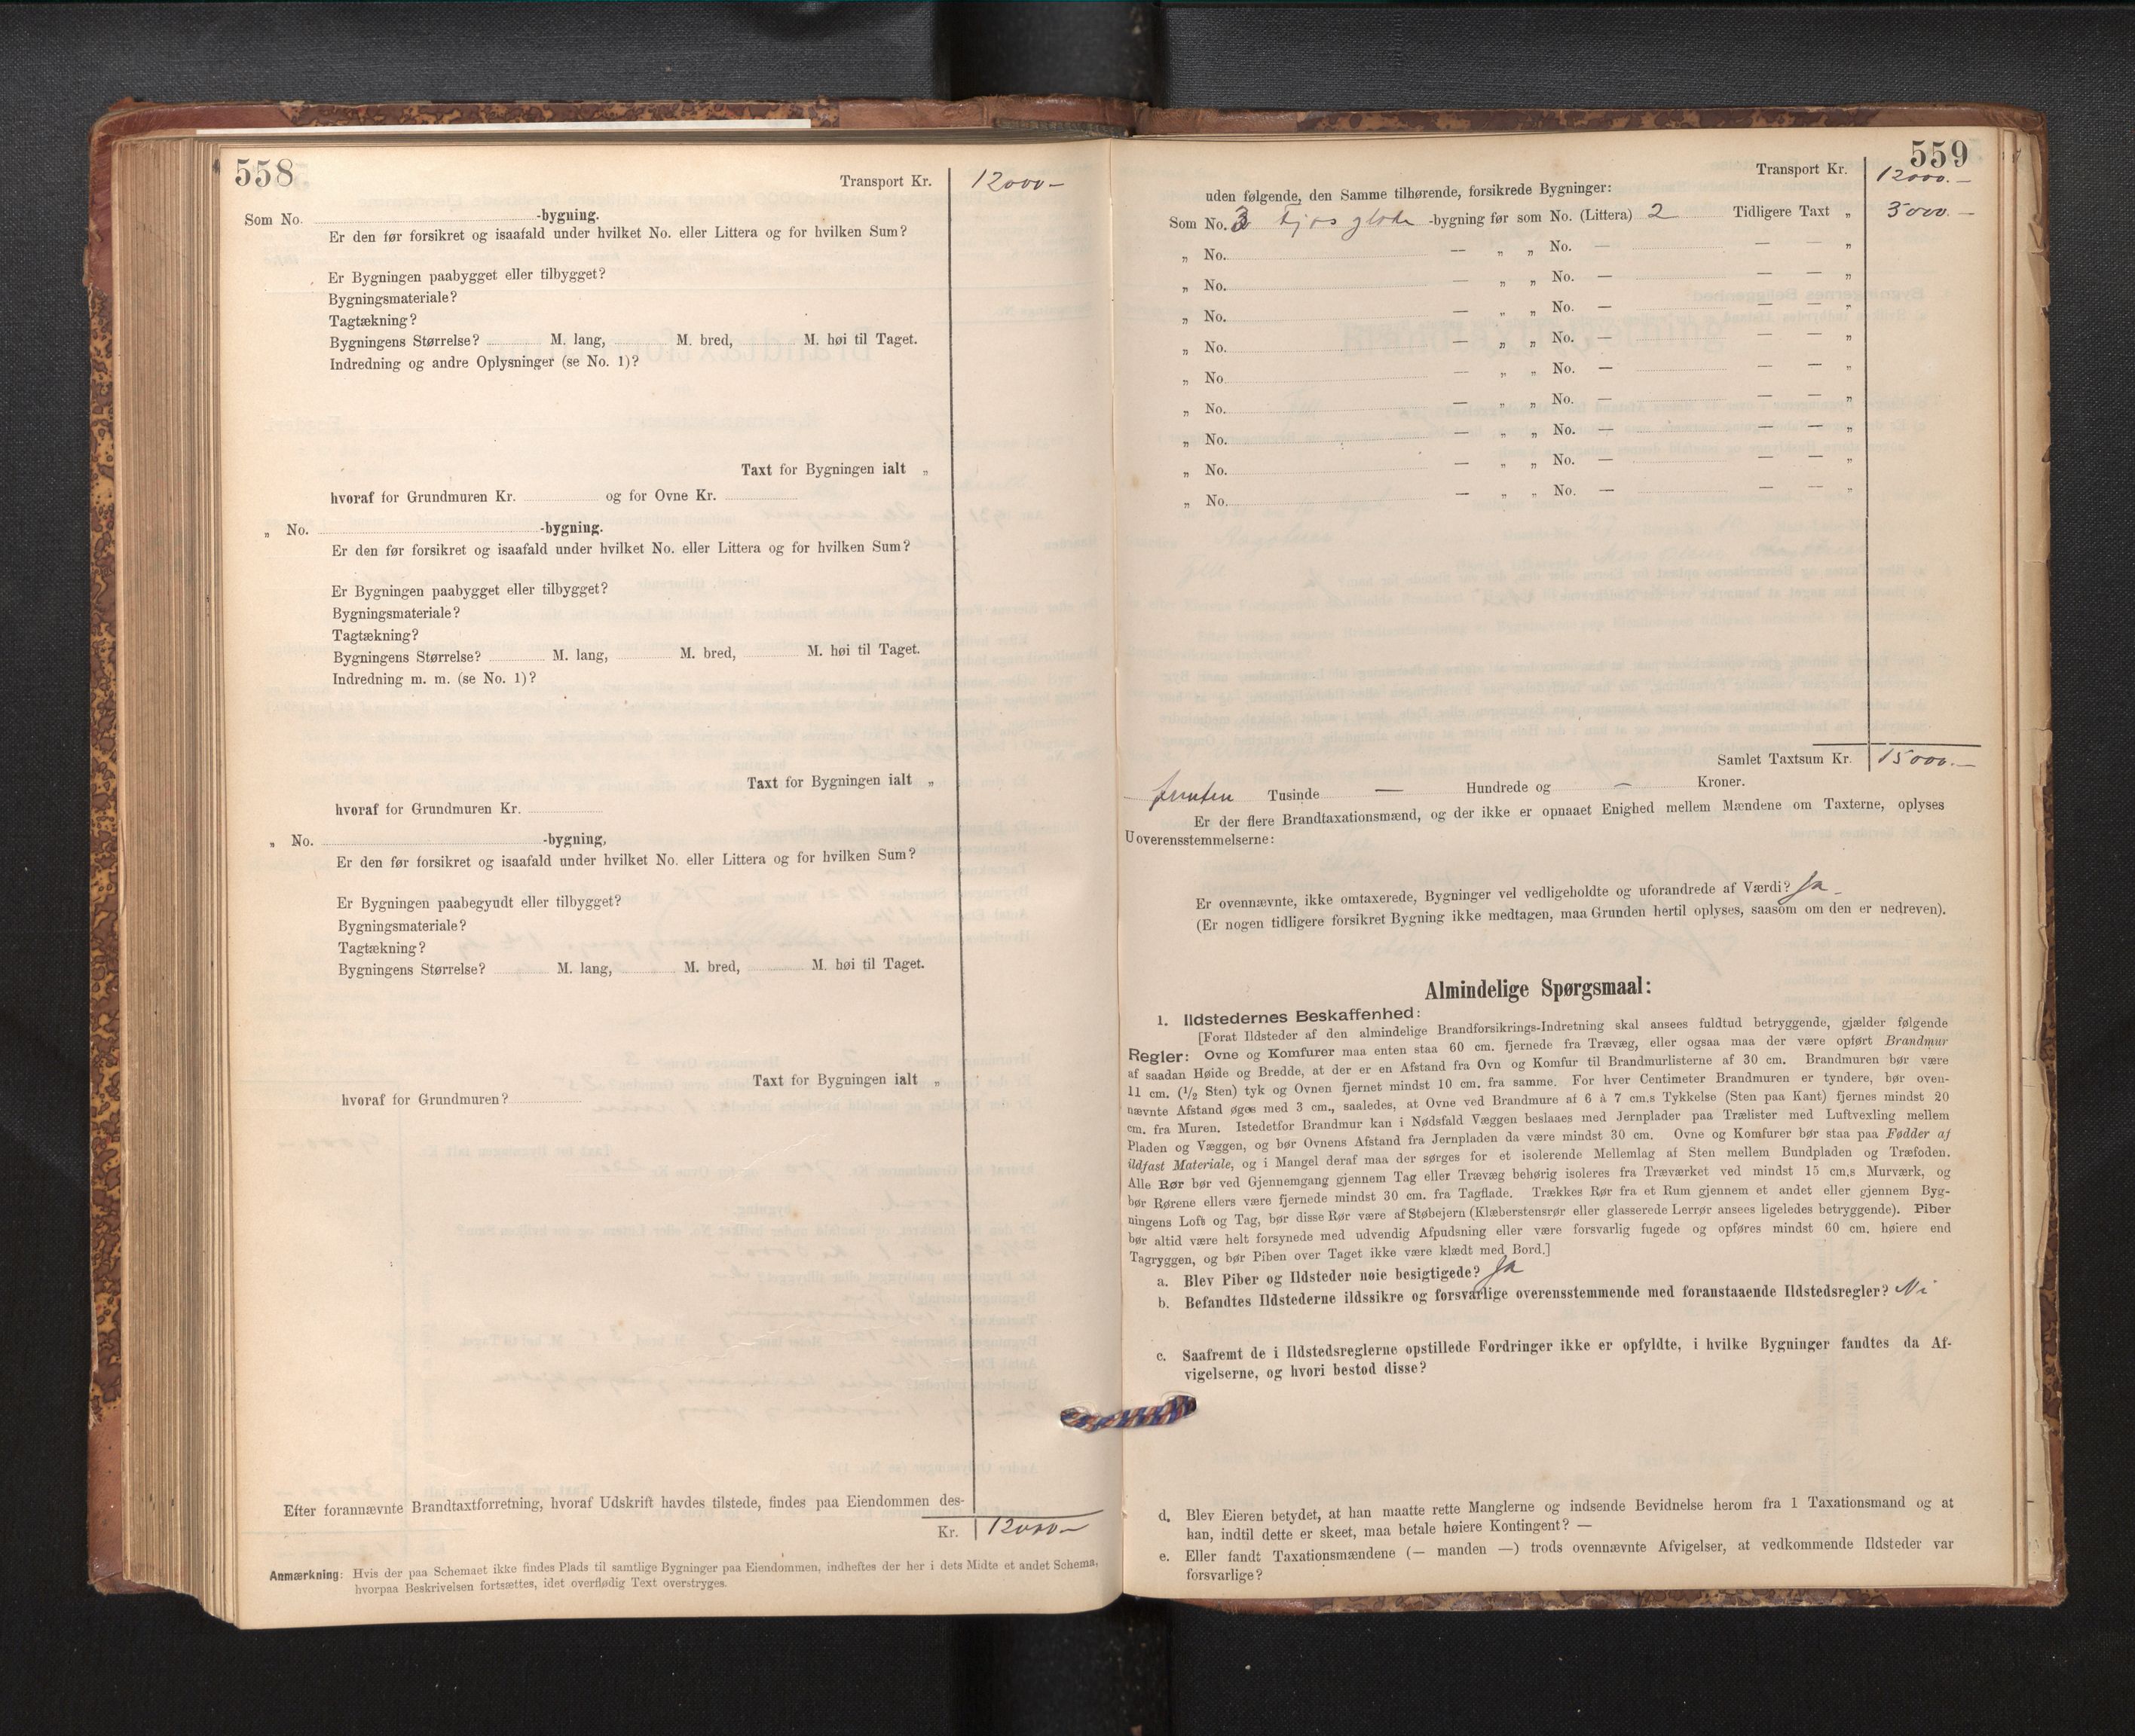 558
Transport Kr. 12000–
Som No. -bygning.
Er den før forsikret og isaafald under hvilket No. eller Littera og for hvilken Sum?
Er Bygningen paabygget eller tilbygget?
Bygningsmateriale?
Tagtækning?
Bygningens Størrelse? M. lang, M. bred, M. høi til Taget.
Indredning og andre Oplysninger (se No. 1)?
Taxt for Bygningen ialt „
hvoraf for Grundmuren Kr. og for Ovne Kr.
„ No. -bygning.
Er den før forsikret og isaafald under hvilket No. eller Littera og for hvilken Sum?
Er Bygningen paabygget eller tilbygget?
Bygningsmateriale?
Tagtækning?
Bygningens Størrelse? M. lang, M. bred, M. høi til Taget.
Indredning m. m. (se No. 1)?
Taxt for Bygningen ialt „
hvoraf for Grundmuren Kr.
„ No. -bygning,
Er den før forsikret og isaafald under hvilket No. eller Littera og for hvilken Sum?
Er Bygningen paabegyndt eller tilbygget?
Bygningsmateriale?
Tagtækning?
Bygningens Størrelse? M. lang, M. bred, M. høi til Taget.
Taxt for Bygningen ialt „
hvoraf for Grundmuren?
Efter forannævnte Brandtaxtforretning, hvoraf Udskrift havdes tilstede, findes paa Eiendommen des-
Kr. 12000–
Anmærkning: Hvis der paa Schemaet ikke findes Plads til samtlige Bygninger paa Eiendommen, indheftes der her i dets Midte et andet Schema,
hvorpaa Beskrivelsen fortsættes, idet overflødig Text overstryges.
559
Transport Kr. 12000.–
uden følgende, den Samme tilhørende, forsikrede Bygninger:
Som No. 3 -bygning før som No. (Littera) 2 Tidligere Taxt „ 3000.–
„ No. — „ „ No. — — — „
„ No. — „ „ No. — — — „
„ No. — „ „ No. — — — „
„ No. — „ „ No. — — — „
„ No. — „ „ No. — — — „
„ No. — „ „ No. — — — „
„ No. — „ „ No. — — — „
„ No. — „ „ No. — — — „
„ No. — „ „ No. — — — „
Samlet Taxtsum Kr. 15000.–
femten Tusinde — Hundrede og – Kroner.
Er der flere Brandtaxationsmænd, og der ikke er opnaaet Enighed mellem Mændene om Taxterne, oplyses
Uoverensstemmelserne:
Er ovennævnte, ikke omtaxerede, Bygninger vel vedligeholdte og uforandrede af Værdi? Ja –
(Er nogen tidligere forsikret Bygning ikke medtagen, maa Grunden hertil oplyses, saasom om den er nedreven).
Almindelige Spørgsmaal:
1. Ildstedernes Beskaffenhed:
[Forat Ildsteder af den almindelige Brandforsikrings-Indretning skal ansees fuldtud betryggende, gjælder følgende
Regler: Ovne og Komfurer maa enten staa 60 cm. fjernede fra Trævæg, eller ogsaa maa der være opført Brandmur
af saadan Høide og Bredde, at der er en Afstand fra Ovn og Komfur til Brandmurlisterne af 30 cm. Brandmuren bør være
11 cm. (1/2 Sten) tyk og Ovnen fjernet mindst 10 cm. fra samme. For hver Centimeter Brandmuren er tyndere, bør oven-
nævnte Afstand øges med 3 cm., saaledes, at Ovne ved Brandmure af 6 à 7 cm.s Tykkelse (Sten paa Kant) fjernes mindst 20
cm. fra Muren. Istedetfor Brandmur kan i Nødsfald Væggen beslaaes med Jernplader paa Trælister med Luftvexling mellem
Pladen og Væggen, og bør Ovnens Afstand fra Jernpladen da være mindst 30 cm. Ovne og Komfurer bør staa paa Fødder af
ildfast Materiale, og i Mangel deraf maa der sørges for et isolerende Mellemlag af Sten mellem Bundpladen og Træfoden.
Alle Rør bør ved Gjennemgang gjennem Tag eller Trævæg behørig isoleres fra Træværket ved mindst 15 cm.s Murværk, og
bør Rørene ellers være fjernede mindst 30 cm. fra Tagflade. Trækkes Rør fra et Rum gjennem et andet eller gjennem Byg-
ningens Loft og Tag, bør disse Rør være af Støbejern (Klæberstensrør eller glasserede Lerrør ansees ligeledes betryggende). Piber
bør altid være helt forsynede med udvendig Afpudsning eller være forsvarlig fugede og opføres mindst 60 cm. høiere end
Tagryggen, og bør Piben over Taget ikke være klædt med Bord.]
a. Blev Piber og Ildsteder nøie besigtigede? Ja
b. Befandtes Ildstederne ildssikre og forsvarlige overensstemmende med foranstaaende Ildstedsregler?
c. Saafremt de i Ildstedsreglerne opstillede Fordringer ikke er opfyldte, i hvilke Bygninger fandtes da Af-
vigelserne, og hvori bestod disse?
d. Blev Eieren betydet, at han maatte rette Manglerne og indsende Bevidnelse herom fra 1 Taxationsmand og at
han, indtil dette er skeet, maa betale høiere Kontingent? —
e. Eller fandt Taxationsmændene (— manden —) trods ovennævnte Afvigelser, at vedkommende Ildsteder var
forsvarlige?